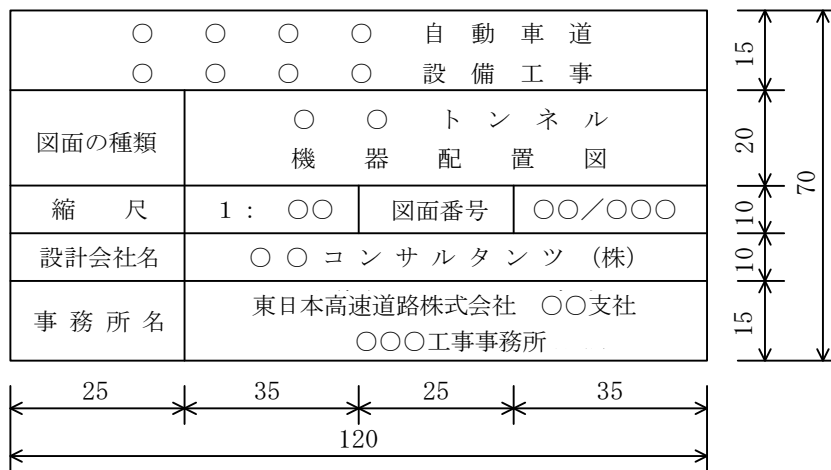 ○ ○ ○ ○ 自 動 車 道
○ ○ ○ ○ 設 備 工 事
図面の種類
○ ○ ト ン ネ ル
機 器 配 置 図
縮 尺 1： ○○ 図面番号 ○○／○○○
設計会社名 ○ ○ コ ン サ ル タ ン ツ (株)
事 務 所 名
東日本高速道路株式会社 ○○支社
○○○工事事務所
15
20
10
10
15
70
25 35 25 35
120